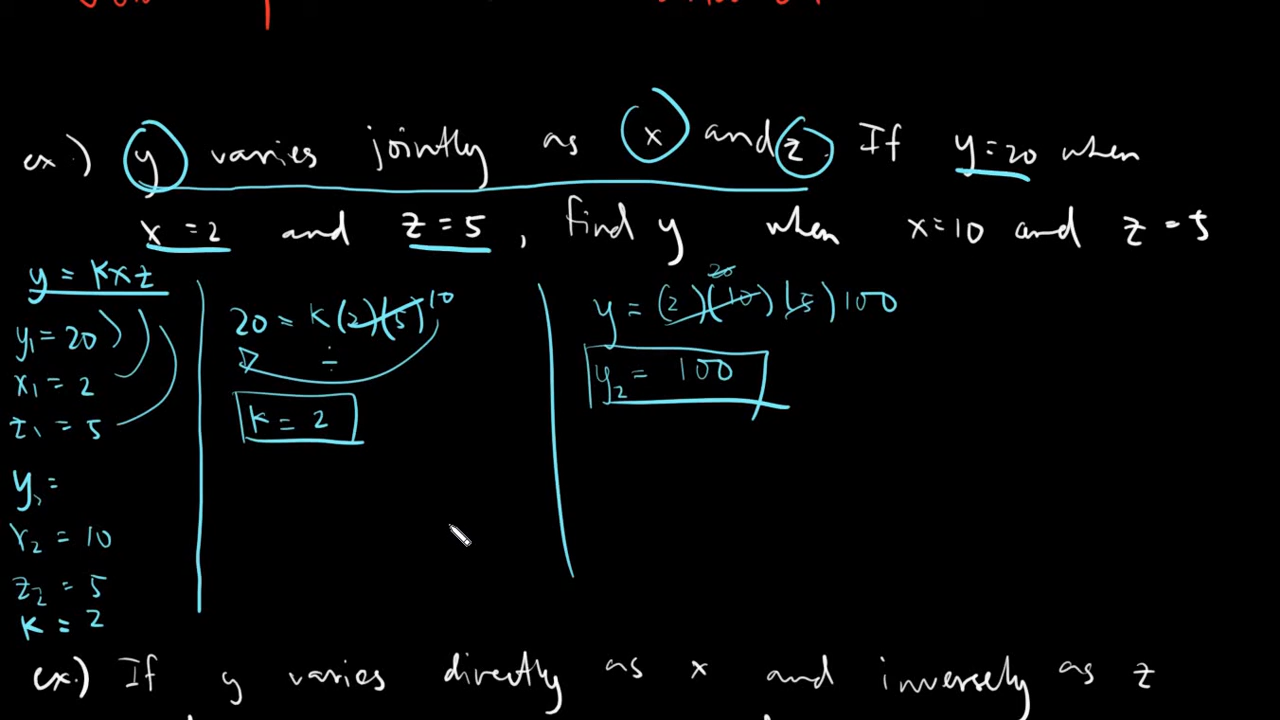 ex.) y varies jointly as x and z. If y = 20 when
x = 2 and z = 5, find y when x = 10 and z = 5
y = kxz
y₁ = 20
x₁ = 2
z₁ = 5
y₂ =
x₂ = 10
z₂ = 5
k = 2
20 = k(2)(5) 10
÷
k = 2
20
y = (2)(10)(5) 100
y₂ = 100
ex.) If y varies directly as x and inversely as z